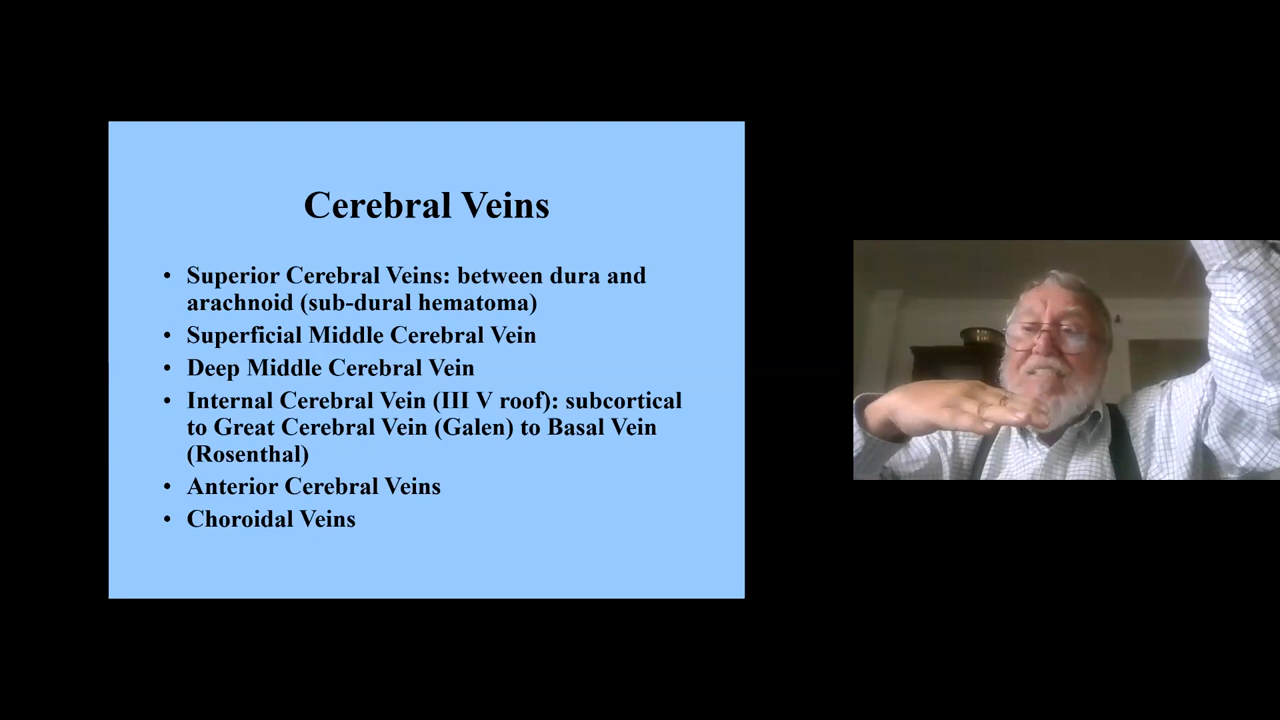 Cerebral Veins
• Superior Cerebral Veins: between dura and
arachnoid (sub-dural hematoma)
• Superficial Middle Cerebral Vein
• Deep Middle Cerebral Vein
• Internal Cerebral Vein (III V roof): subcortical
to Great Cerebral Vein (Galen) to Basal Vein
(Rosenthal)
• Anterior Cerebral Veins
• Choroidal Veins